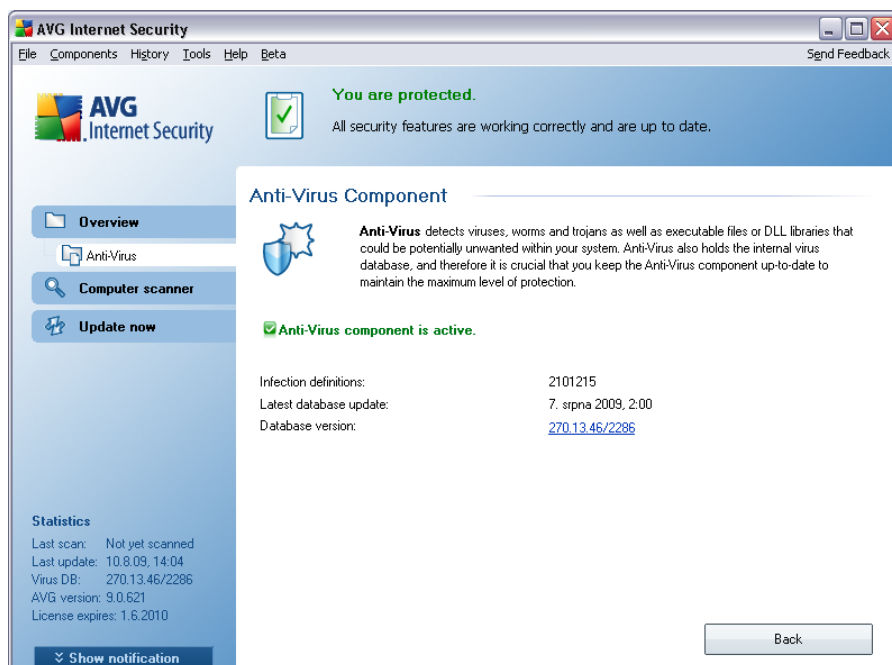 AVG Internet Security
File Components History Tools Help Beta Send Feedback
AVG
Internet Security
You are protected.
All security features are working correctly and are up to date.
Overview
Anti-Virus
Computer scanner
Update now
Anti-Virus Component
Anti-Virus detects viruses, worms and trojans as well as executable files or DLL libraries that
could be potentially unwanted within your system. Anti-Virus also holds the internal virus
database, and therefore it is crucial that you keep the Anti-Virus component up-to-date to
maintain the maximum level of protection.
Anti-Virus component is active.
Infection definitions: 2101215
Latest database update: 7. srpna 2009, 2:00
Database version: 270.13.46/2286
Statistics
Last scan: Not yet scanned
Last update: 10.8.09, 14:04
Virus DB: 270.13.46/2286
AVG version: 9.0.621
License expires: 1.6.2010
Show notification
Back